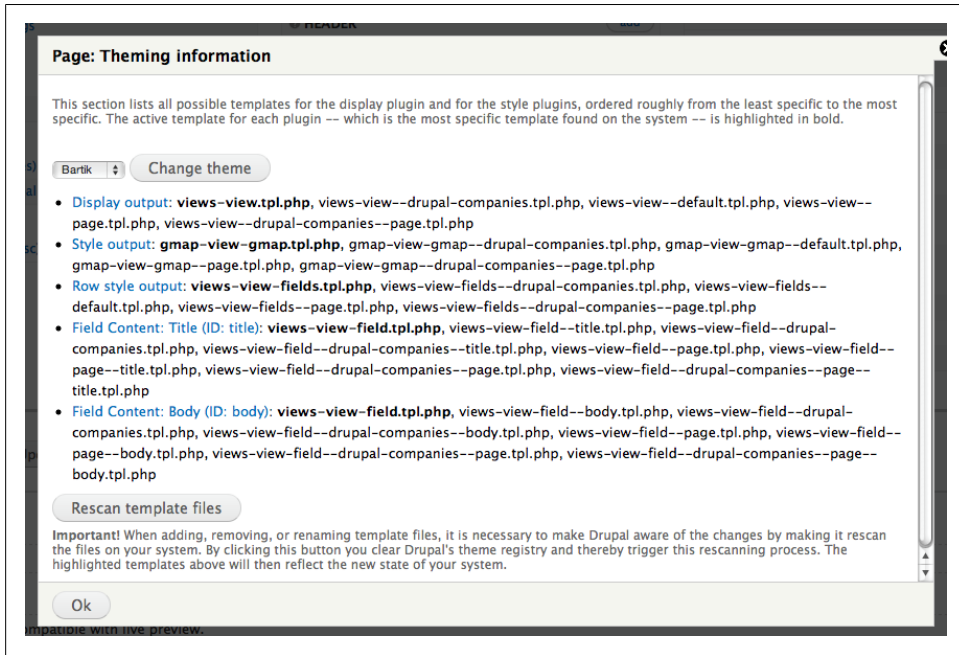 HEADER
add
Page: Theming information
This section lists all possible templates for the display plugin and for the style plugins, ordered roughly from the least specific to the most
specific. The active template for each plugin -- which is the most specific template found on the system -- is highlighted in bold.
Bartik
Change theme
Display output: views-view.tpl.php, views-view--drupal-companies.tpl.php, views-view--default.tpl.php, views-view--
page.tpl.php, views-view--drupal-companies--page.tpl.php
Style output: gmap-view-gmap.tpl.php, gmap-view-gmap--drupal-companies.tpl.php, gmap-view-gmap--default.tpl.php,
gmap-view-gmap--page.tpl.php, gmap-view-gmap--drupal-companies--page.tpl.php
Row style output: views-view-fields.tpl.php, views-view-fields--drupal-companies.tpl.php, views-view-fields--
default.tpl.php, views-view-fields--page.tpl.php, views-view-fields--drupal-companies--page.tpl.php
Field Content: Title (ID: title): views-view-field.tpl.php, views-view-field--title.tpl.php, views-view-field--drupal-
companies.tpl.php, views-view-field--drupal-companies--title.tpl.php, views-view-field--page.tpl.php, views-view-field--
page--title.tpl.php, views-view-field--drupal-companies--page.tpl.php, views-view-field--drupal-companies--page--
title.tpl.php
Field Content: Body (ID: body): views-view-field.tpl.php, views-view-field--body.tpl.php, views-view-field--drupal-
companies.tpl.php, views-view-field--drupal-companies--body.tpl.php, views-view-field--page.tpl.php, views-view-field--
page--body.tpl.php, views-view-field--drupal-companies--page.tpl.php, views-view-field--drupal-companies--page--
body.tpl.php
Rescan template files
Important! When adding, removing, or renaming template files, it is necessary to make Drupal aware of the changes by making it rescan
the files on your system. By clicking this button you clear Drupal's theme registry and thereby trigger this rescanning process. The
highlighted templates above will then reflect the new state of your system.
Ok
with live preview.